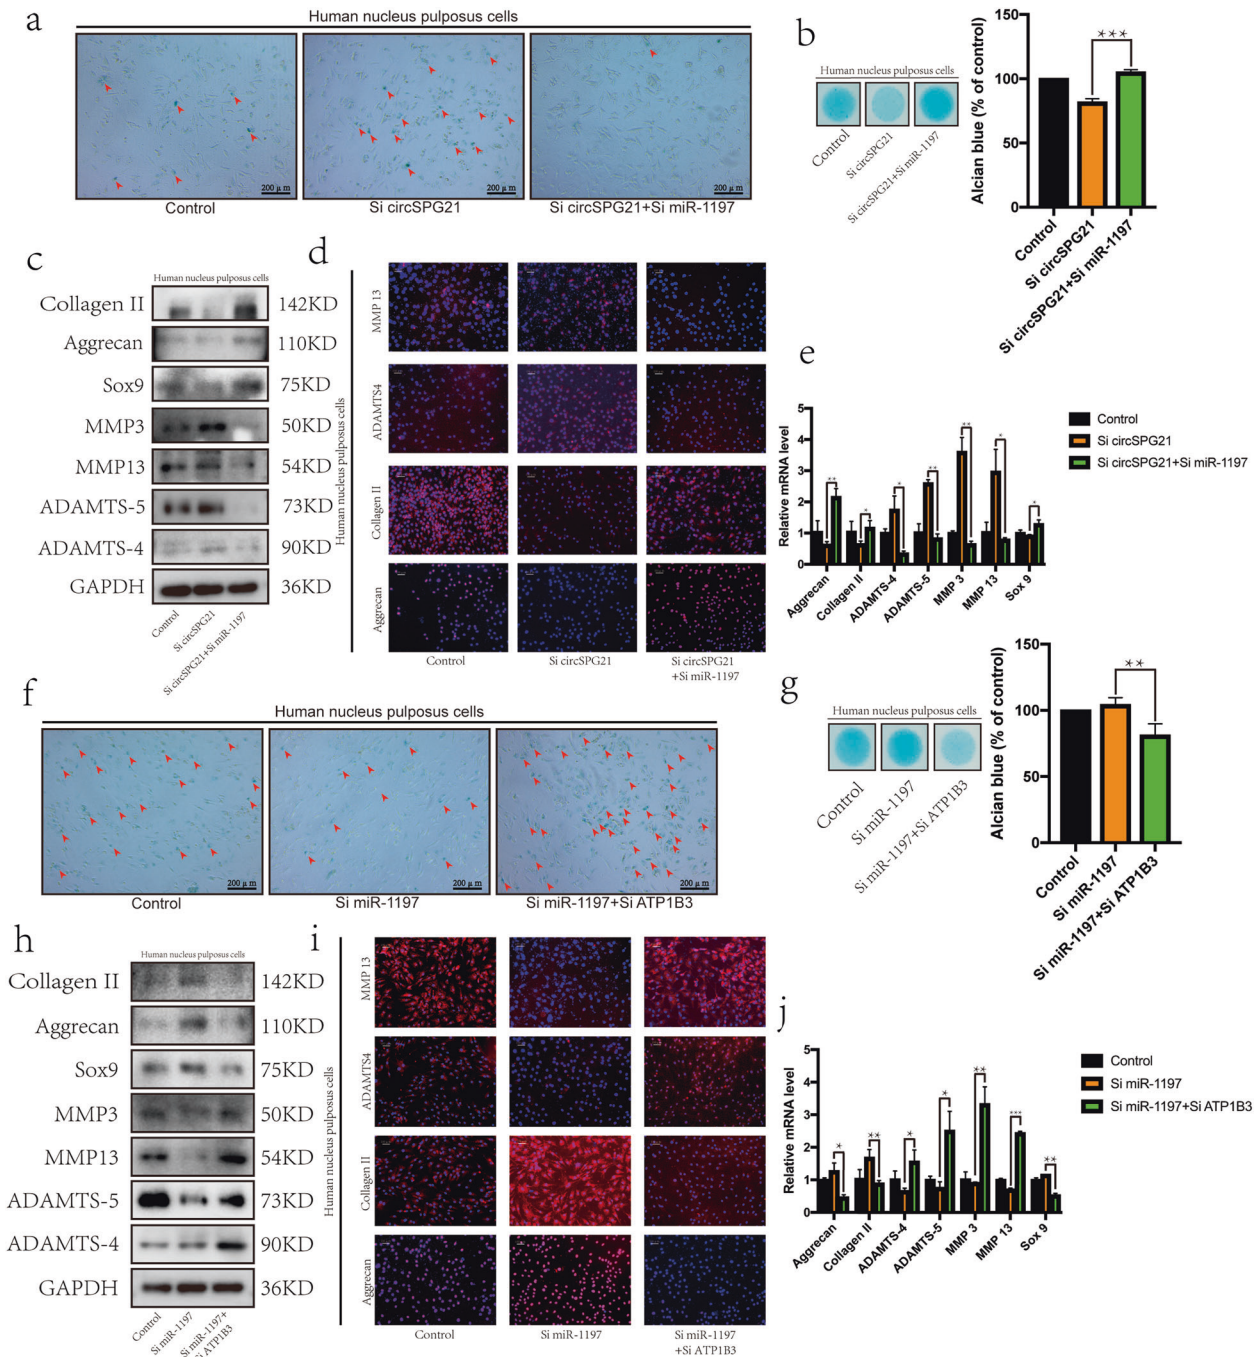 a
Human nucleus pulposus cells
200 μm
200 μm
200 μm
Control
Si circSPG21
Si circSPG21+Si miR-1197
b
Human nucleus pulposus cells
Control
Si circSPG21
Si circSPG21+Si miR-1197
Alcian blue (% of control)
150
100
50
0
***
Control
Si circSPG21
Si circSPG21+Si miR-1197
c
Human nucleus pulposus cells
Collagen II 142KD
Aggrecan 110KD
Sox9 75KD
MMP3 50KD
MMP13 54KD
ADAMTS-5 73KD
ADAMTS-4 90KD
GAPDH 36KD
Control
Si circSPG21
Si circSPG21+Si miR-1197
d
Human nucleus pulposus cells
MMP 13
ADAMTS4
Collagen II
Aggrecan
Control
Si circSPG21
Si circSPG21
+Si miR-1197
e
Relative mRNA level
5
4
3
2
1
0
**
*
*
**
**
*
*
Aggrecan
Collagen II
ADAMTS-4
ADAMTS-5
MMP 3
MMP 13
Sox 9
Control
Si circSPG21
Si circSPG21+Si miR-1197
f
Human nucleus pulposus cells
200 μm
200 μm
200 μm
Control
Si miR-1197
Si miR-1197+Si ATP1B3
g
Human nucleus pulposus cells
Control
Si miR-1197
Si miR-1197+Si ATP1B3
Alcian blue (% of control)
150
100
50
0
**
Control
Si miR-1197
Si miR-1197+Si ATP1B3
h
Human nucleus pulposus cells
Collagen II 142KD
Aggrecan 110KD
Sox9 75KD
MMP3 50KD
MMP13 54KD
ADAMTS-5 73KD
ADAMTS-4 90KD
GAPDH 36KD
Control
Si miR-1197
Si miR-1197+
Si ATP1B3
i
Human nucleus pulposus cells
MMP 13
ADAMTS4
Collagen II
Aggrecan
Control
Si miR-1197
Si miR-1197
+Si ATP1B3
j
Relative mRNA level
5
4
3
2
1
0
*
**
*
*
**
***
**
Aggrecan
Collagen II
ADAMTS-4
ADAMTS-5
MMP 3
MMP 13
Sox 9
Control
Si miR-1197
Si miR-1197+Si ATP1B3